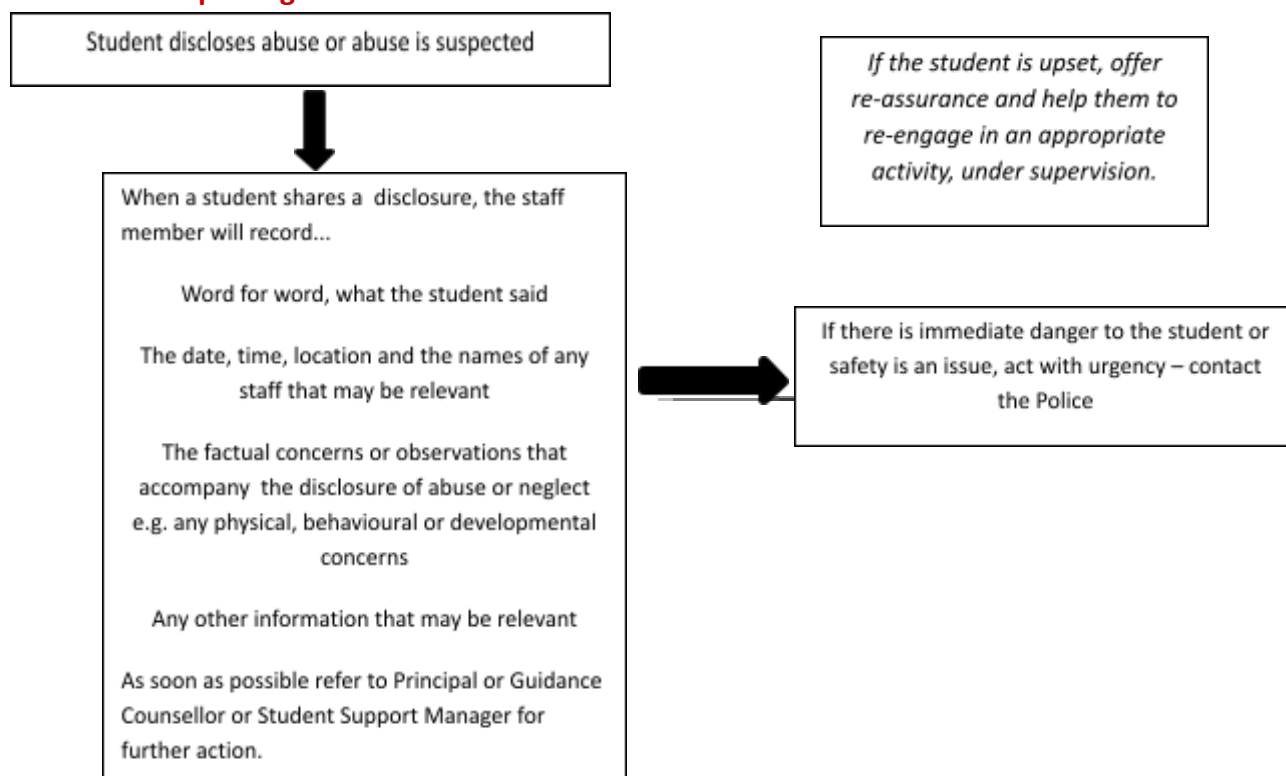 Student discloses abuse or abuse is suspected
If the student is upset, offer
re-assurance and help them to
re-engage in an appropriate
activity, under supervision.
When a student shares a  disclosure, the staff
member will record...
Word for word, what the student said
The date, time, location and the names of any
staff that may be relevant
The factual concerns or observations that
accompany  the disclosure of abuse or neglect
e.g. any physical, behavioural or developmental
concerns
Any other information that may be relevant
As soon as possible refer to Principal or Guidance
Counsellor or Student Support Manager for
further action.
If there is immediate danger to the student or
safety is an issue, act with urgency – contact
the Police